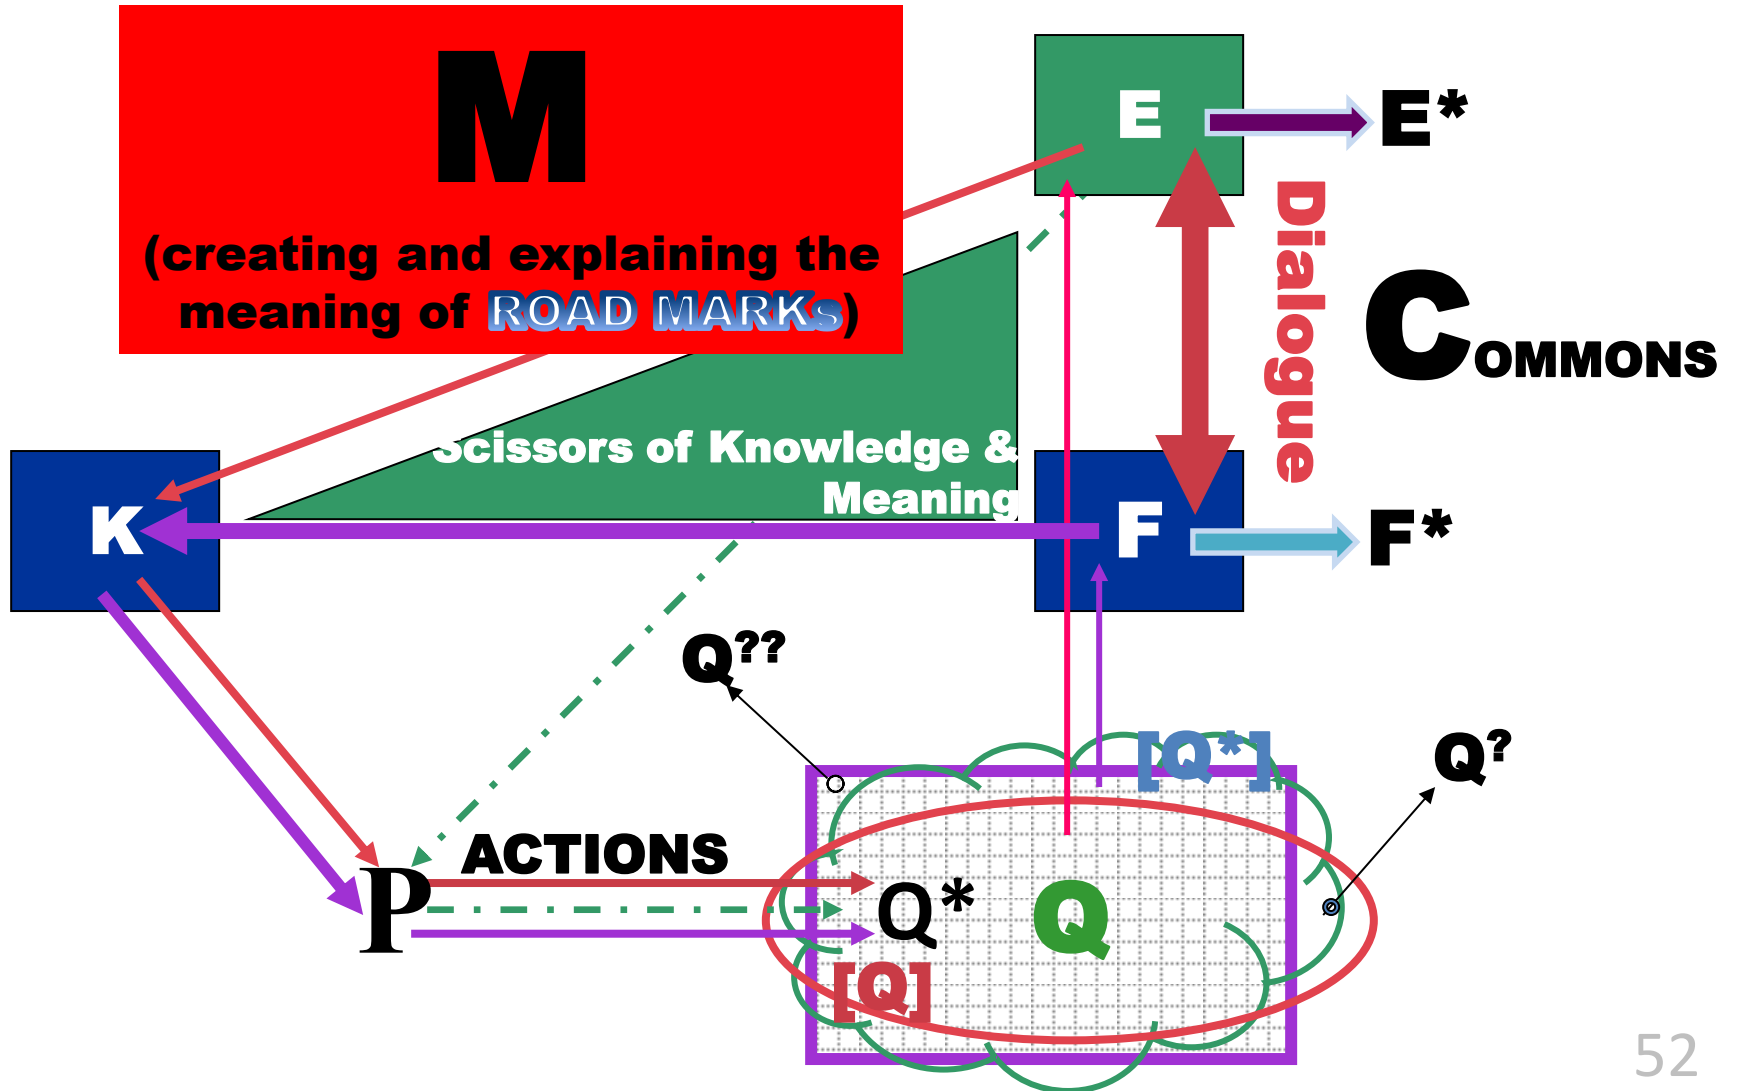 M
(creating and explaining the
meaning of ROAD MARKs)
E
E*
Dialogue
COMMONS
Scissors of Knowledge &
Meaning
K
F
F*
Q??
[Q*]
Q?
ACTIONS
P
Q*
Q
[Q]
52